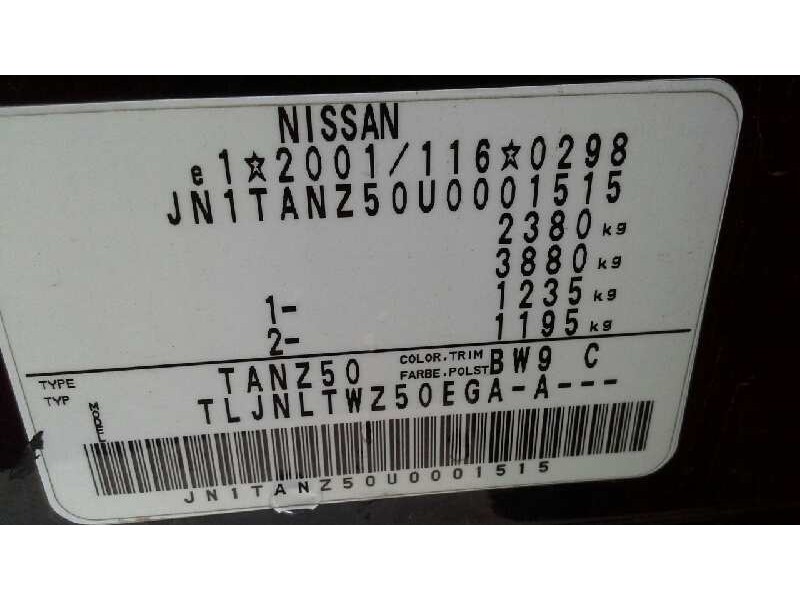 NISSAN
e1☆2001/116☆0298
JN1TANZ50U0001515
2380 kg
3880 kg
1- 1235 kg
2- 1195 kg
TYPE TANZ50 COLOR.TRIM BW9 C
TYP FARBE.POLST
MODEL TLJNLTWZ50EGA-A---
JN1TANZ50U0001515